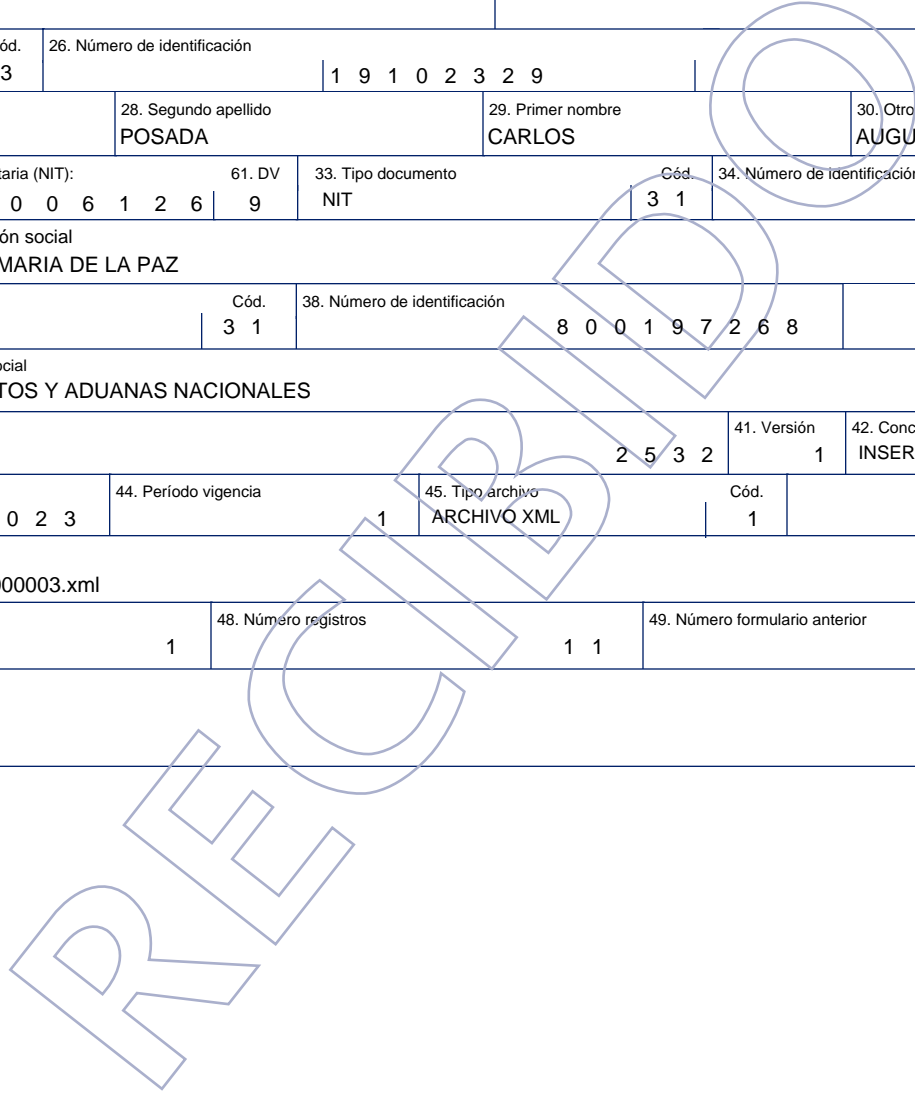 ód. 26. Número de identificación
3 1 9 1 0 2 3 2 9
28. Segundo apellido 29. Primer nombre 30. Otro
POSADA CARLOS AUGU
taria (NIT): 61. DV 33. Tipo documento Cód. 34. Número de identificación
0 0 6 1 2 6 9 NIT 3 1
ón social
MARIA DE LA PAZ
Cód. 38. Número de identificación
3 1 8 0 0 1 9 7 2 6 8
ocial
TOS Y ADUANAS NACIONALES
41. Versión 42. Conc
2 5 3 2 1 INSER
44. Período vigencia 45. Tipo archivo Cód.
0 2 3 1 ARCHIVO XML 1
000003.xml
48. Número registros 49. Número formulario anterior
1 1 1
RECIBIDO